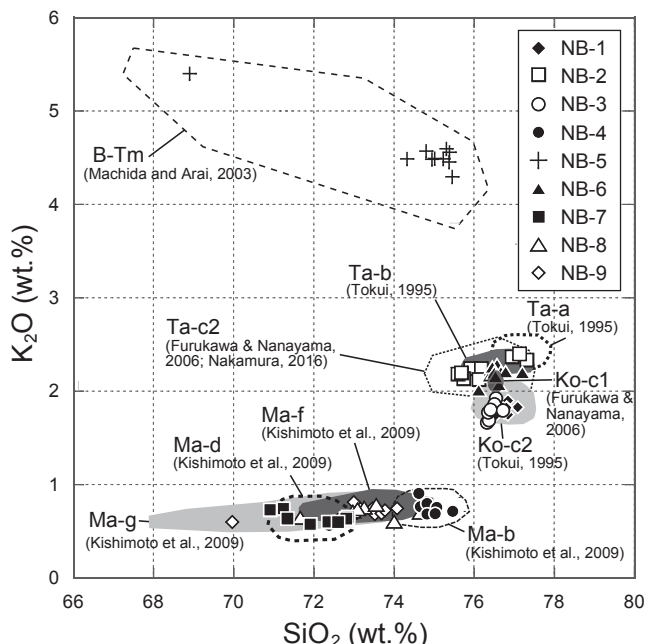 6
5
4
3
2
1
0
K₂O (wt.%)
66
68
70
72
74
76
78
80
SiO₂ (wt.%)
NB-1
NB-2
NB-3
NB-4
NB-5
NB-6
NB-7
NB-8
NB-9
B-Tm
(Machida and Arai, 2003)
Ta-b
(Tokui, 1995)
Ta-a
(Tokui, 1995)
Ta-c2
(Furukawa & Nanayama,
2006; Nakamura, 2016)
Ko-c1
(Furukawa &
Nanayama,
2006)
Ko-c2
(Tokui, 1995)
Ma-f
(Kishimoto et al., 2009)
Ma-d
(Kishimoto et al., 2009)
Ma-g
(Kishimoto et al., 2009)
Ma-b
(Kishimoto et al., 2009)